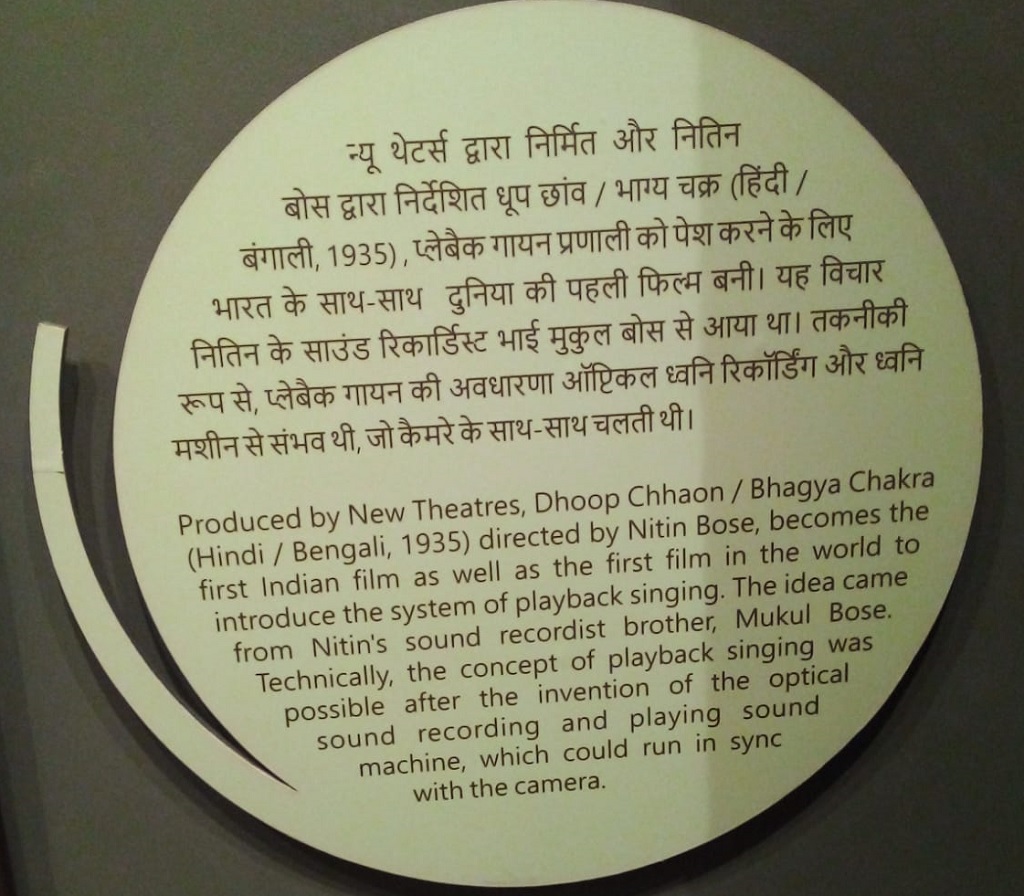 न्यू थेटर्स द्वारा निर्मित और नितिन
बोस द्वारा निर्देशित धूप छांव / भाग्य चक्र (हिंदी /
बंगाली, 1935) , प्लेबैक गायन प्रणाली को पेश करने के लिए
भारत के साथ-साथ दुनिया की पहली फिल्म बनी। यह विचार
नितिन के साउंड रिकार्डिस्ट भाई मुकुल बोस से आया था। तकनीकी
रूप से, प्लेबैक गायन की अवधारणा ऑप्टिकल ध्वनि रिकॉर्डिंग और ध्वनि
मशीन से संभव थी, जो कैमरे के साथ-साथ चलती थी।
Produced by New Theatres, Dhoop Chhaon / Bhagya Chakra
(Hindi / Bengali, 1935) directed by Nitin Bose, becomes the
first Indian film as well as the first film in the world to
introduce the system of playback singing. The idea came
from Nitin's sound recordist brother, Mukul Bose.
Technically, the concept of playback singing was
possible after the invention of the optical
sound recording and playing sound
machine, which could run in sync
with the camera.